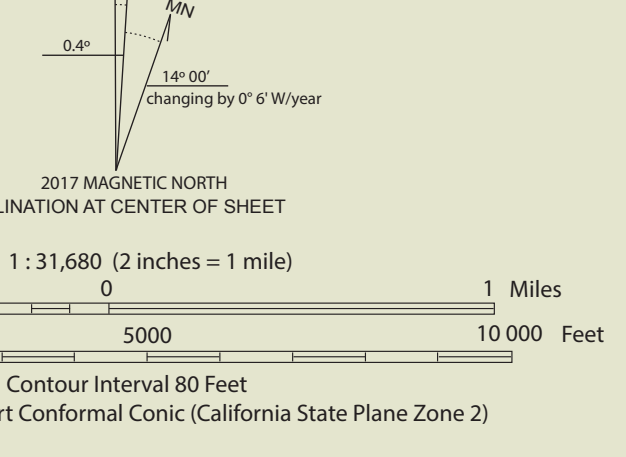 MN
0.4º
14º 00′
changing by 0° 6' W/year
2017 MAGNETIC NORTH
LINATION AT CENTER OF SHEET
1 : 31,680 (2 inches = 1 mile)
0 1 Miles
5000 10 000 Feet
Contour Interval 80 Feet
rt Conformal Conic (California State Plane Zone 2)